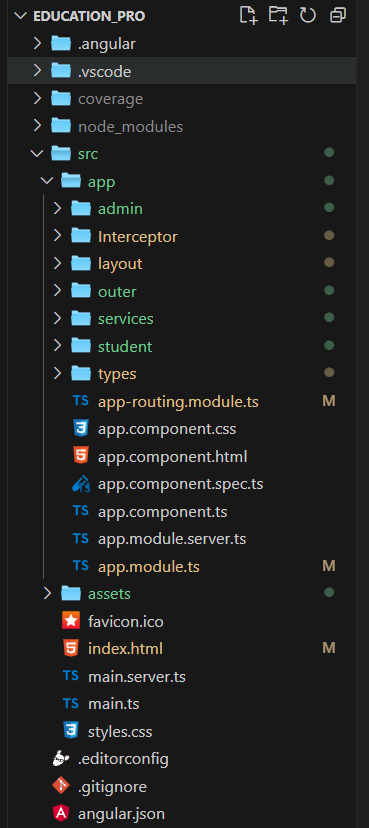 EDUCATION_PRO
.angular
.vscode
coverage
node_modules
src
app
admin
Interceptor
layout
outer
services
student
types
TS app-routing.module.ts M
app.component.css
app.component.html
app.component.spec.ts
TS app.component.ts
TS app.module.server.ts
TS app.module.ts M
assets
favicon.ico
index.html M
TS main.server.ts
TS main.ts
styles.css
.editorconfig
.gitignore
angular.json